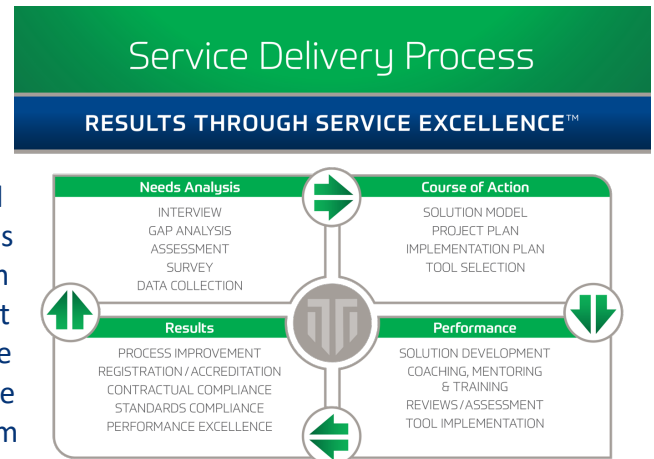 Service Delivery Process
RESULTS THROUGH SERVICE EXCELLENCE™
Needs Analysis
INTERVIEW
GAP ANALYSIS
ASSESSMENT
SURVEY
DATA COLLECTION
Course of Action
SOLUTION MODEL
PROJECT PLAN
IMPLEMENTATION PLAN
TOOL SELECTION
Results
PROCESS IMPROVEMENT
REGISTRATION / ACCREDITATION
CONTRACTUAL COMPLIANCE
STANDARDS COMPLIANCE
PERFORMANCE EXCELLENCE
Performance
SOLUTION DEVELOPMENT
COACHING, MENTORING
& TRAINING
REVIEWS / ASSESSMENT
TOOL IMPLEMENTATION